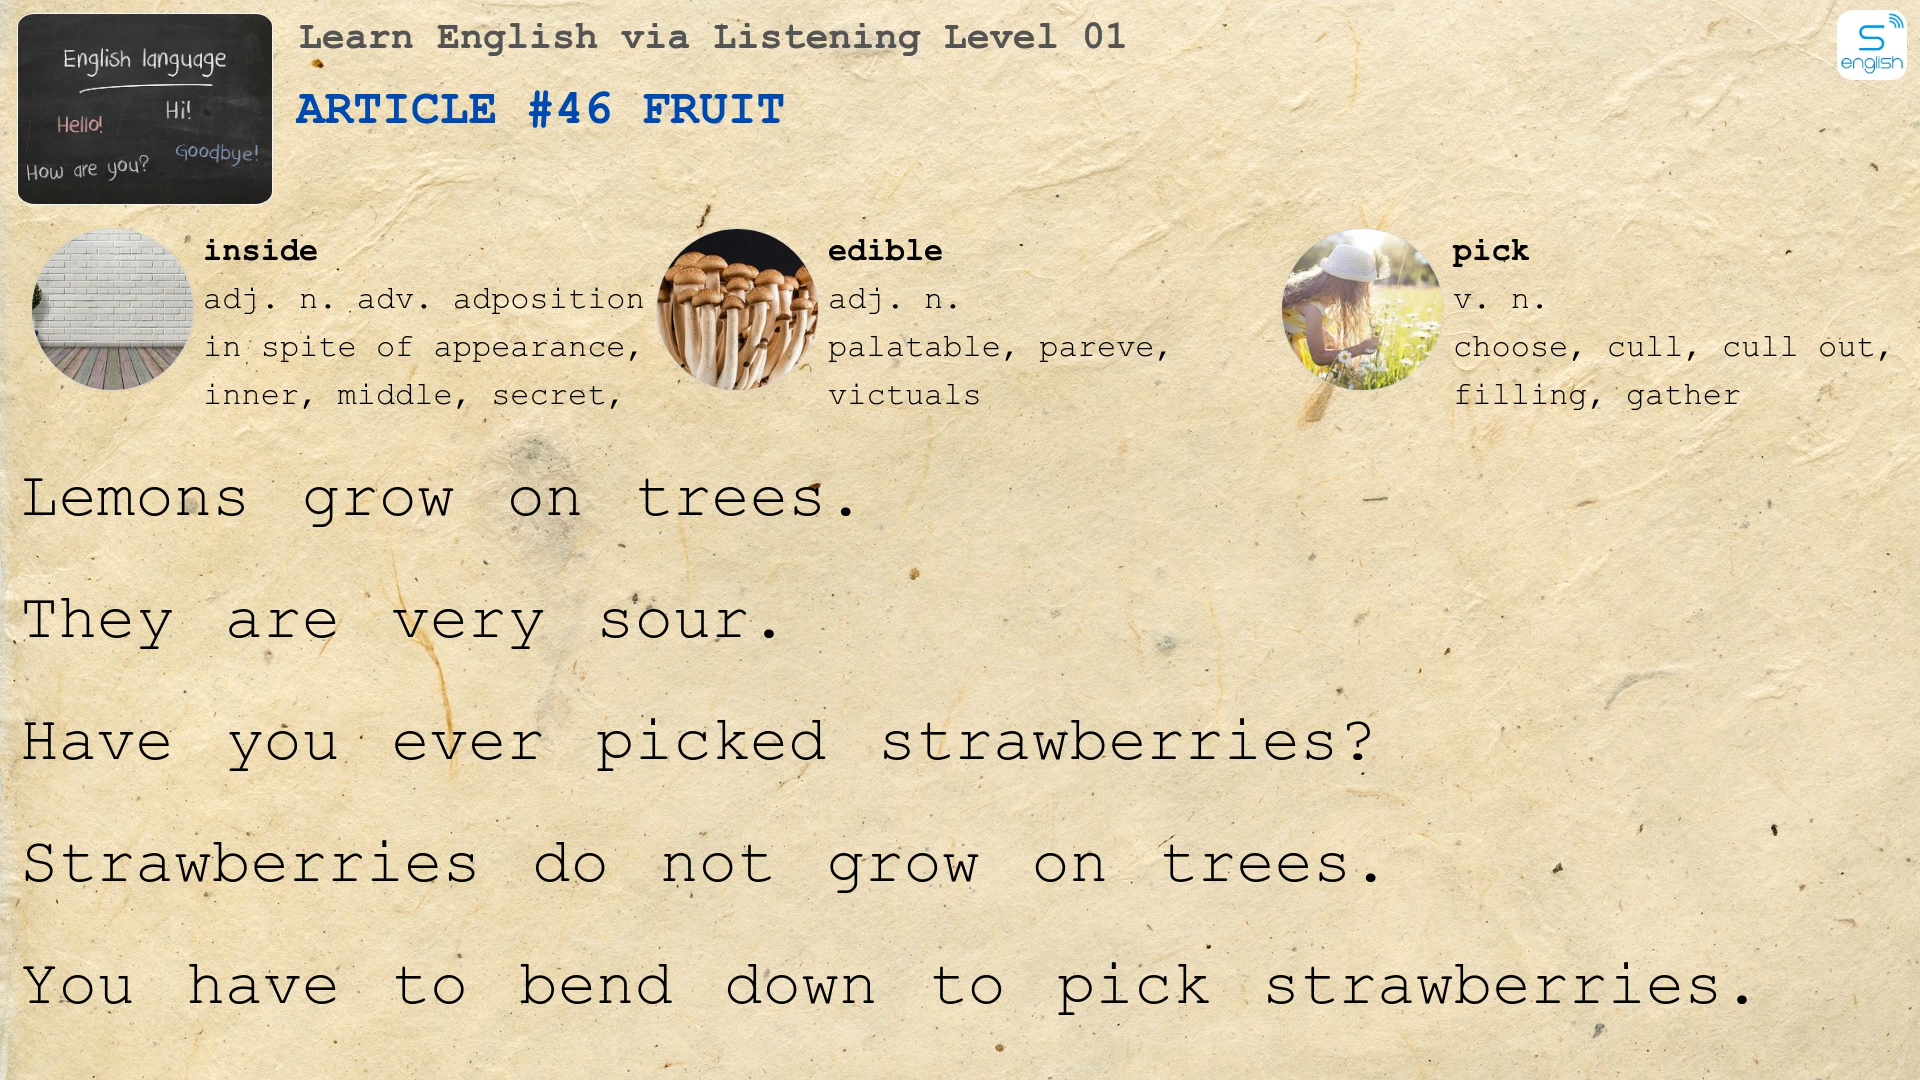 English language
Hi!
Hello!
Goodbye!
How are you?
Learn English via Listening Level 01
ARTICLE #46 FRUIT
S
english
inside
adj. n. adv. adposition
in spite of appearance,
inner, middle, secret,
edible
adj. n.
palatable, pareve,
victuals
pick
v. n.
choose, cull, cull out,
filling, gather
Lemons grow on trees.
They are very sour.
Have you ever picked strawberries?
Strawberries do not grow on trees.
You have to bend down to pick strawberries.